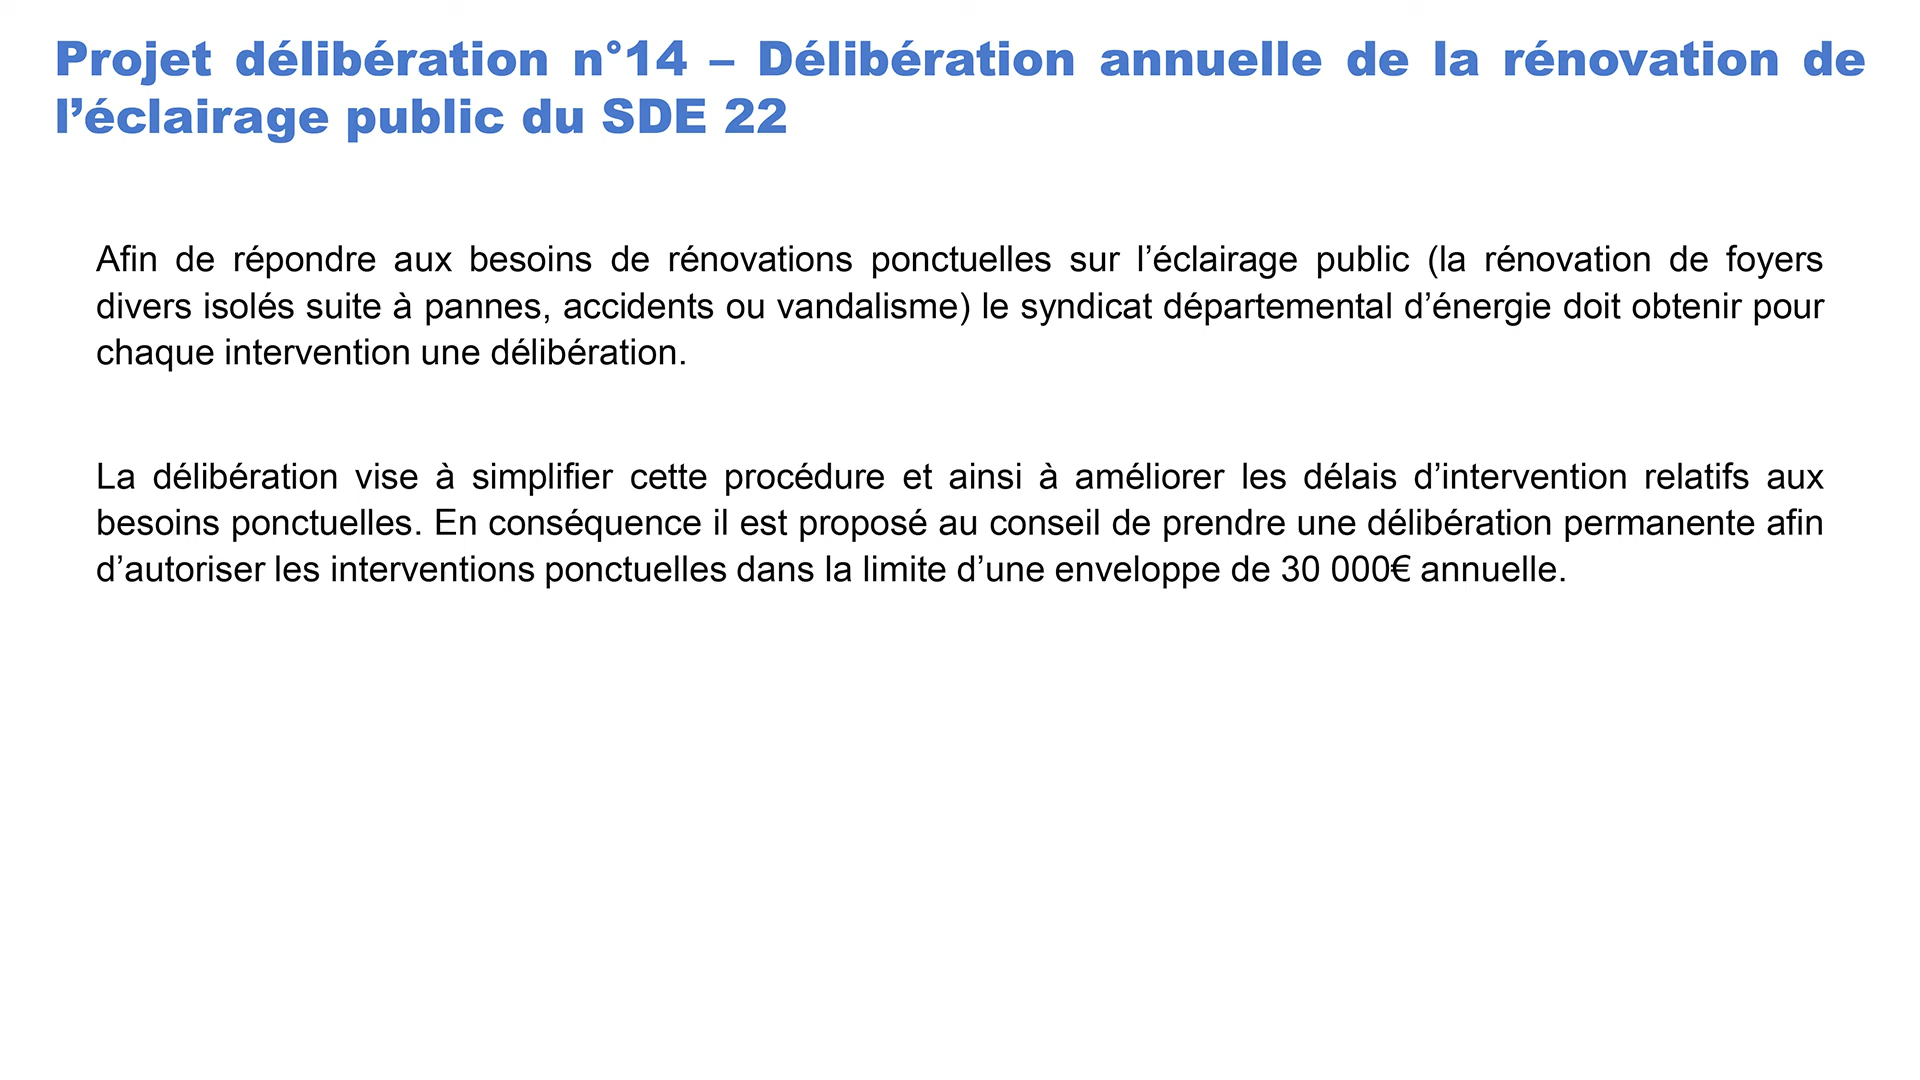 Projet délibération n°14 – Délibération annuelle de la rénovation de
l’éclairage public du SDE 22
Afin de répondre aux besoins de rénovations ponctuelles sur l’éclairage public (la rénovation de foyers
divers isolés suite à pannes, accidents ou vandalisme) le syndicat départemental d’énergie doit obtenir pour
chaque intervention une délibération.
La délibération vise à simplifier cette procédure et ainsi à améliorer les délais d’intervention relatifs aux
besoins ponctuelles. En conséquence il est proposé au conseil de prendre une délibération permanente afin
d’autoriser les interventions ponctuelles dans la limite d’une enveloppe de 30 000€ annuelle.